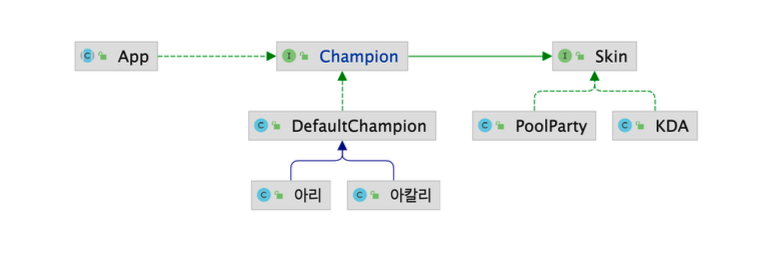 App
Champion
Skin
DefaultChampion
PoolParty
KDA
아리
아칼리